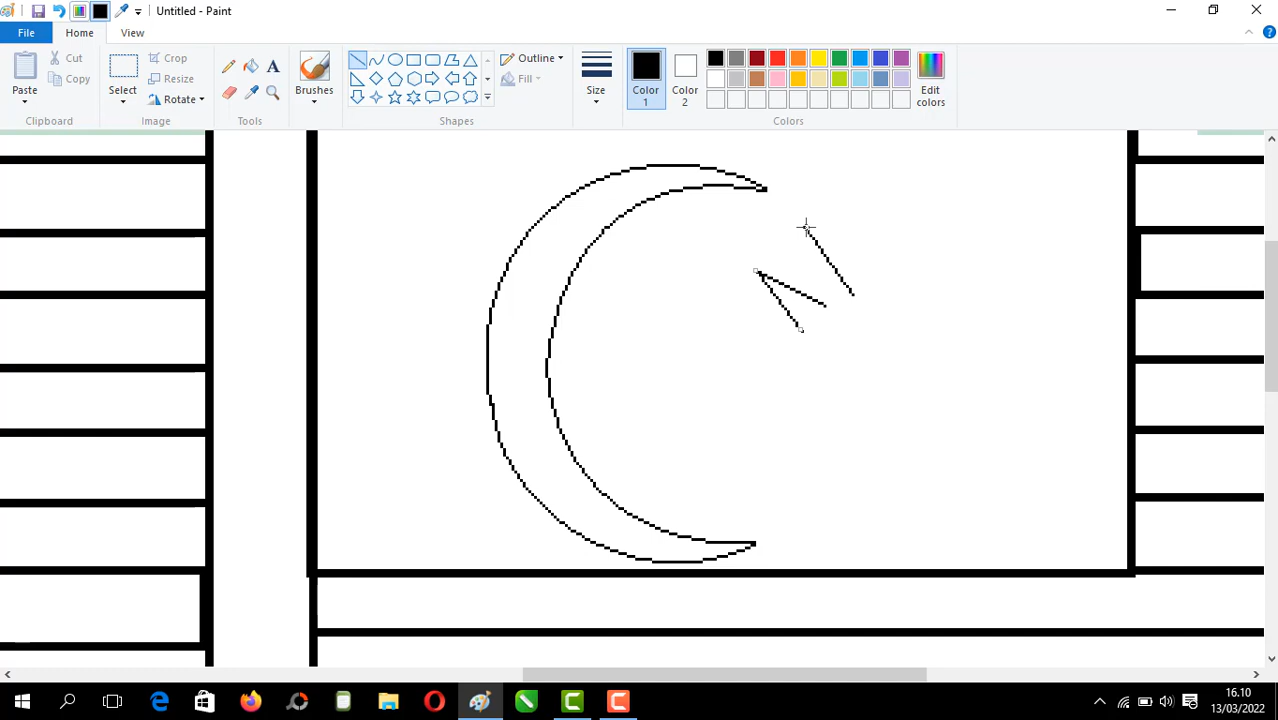 Untitled - Paint
File Home View
Paste
Cut
Copy
Clipboard
Select
Crop
Resize
Rotate
Image
A
Tools
Brushes
Outline
Fill
Shapes
Size
Color 1
Color 2
Edit colors
Colors
16.10
13/03/2022